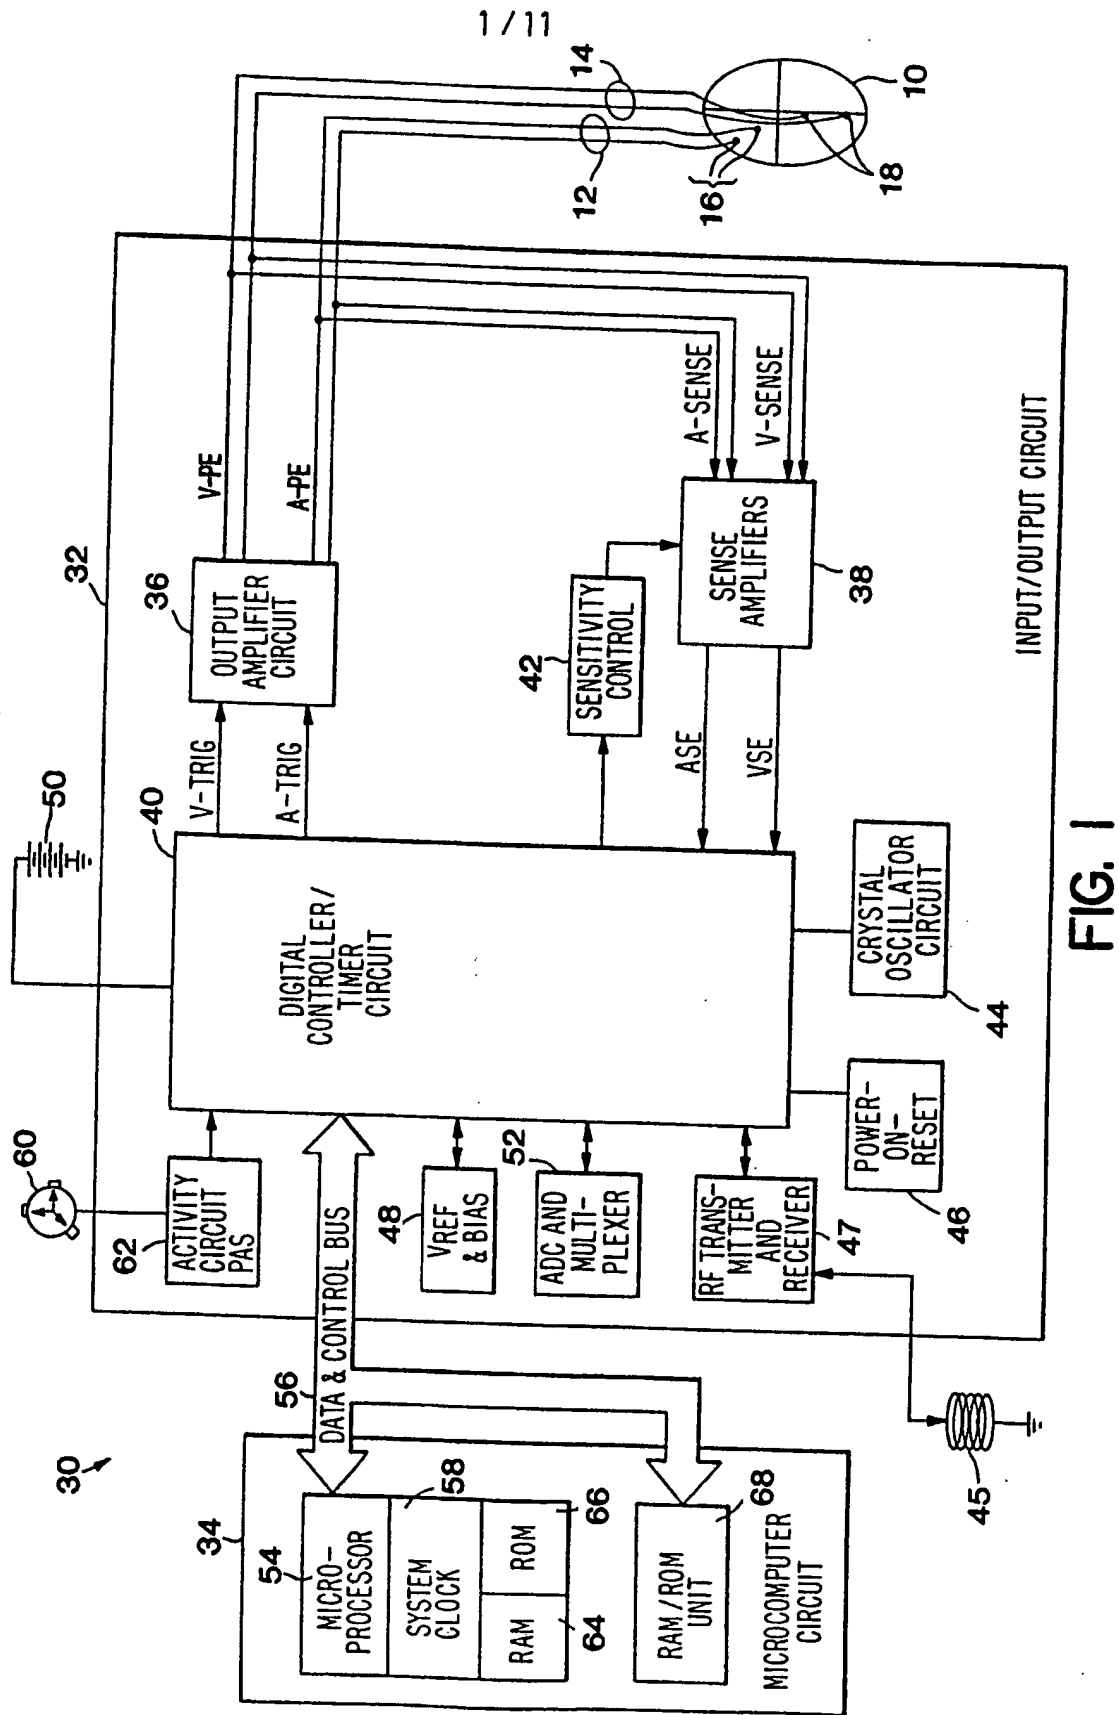 1/11
30
34
54
MICRO-
PROCESSOR
58
SYSTEM
CLOCK
RAM
ROM
64
66
68
RAM/ROM
UNIT
MICROCOMPUTER
CIRCUIT
56
DATA & CONTROL BUS
45
60
62
ACTIVITY
CIRCUIT
PAS
48
VREF
& BIAS
52
ADC AND
MULTI-
PLEXER
RF TRANS-
MITTER
AND
RECEIVER
47
POWER-
ON-
RESET
46
CRYSTAL
OSCILLATOR
CIRCUIT
44
50
40
DIGITAL
CONTROLLER/
TIMER
CIRCUIT
V-TRIG
A-TRIG
ASE
VSE
32
36
OUTPUT
AMPLIFIER
CIRCUIT
42
SENSITIVITY
CONTROL
SENSE
AMPLIFIERS
38
V-PE
A-PE
A-SENSE
V-SENSE
INPUT/OUTPUT CIRCUIT
14
12
16
10
18
FIG. 1